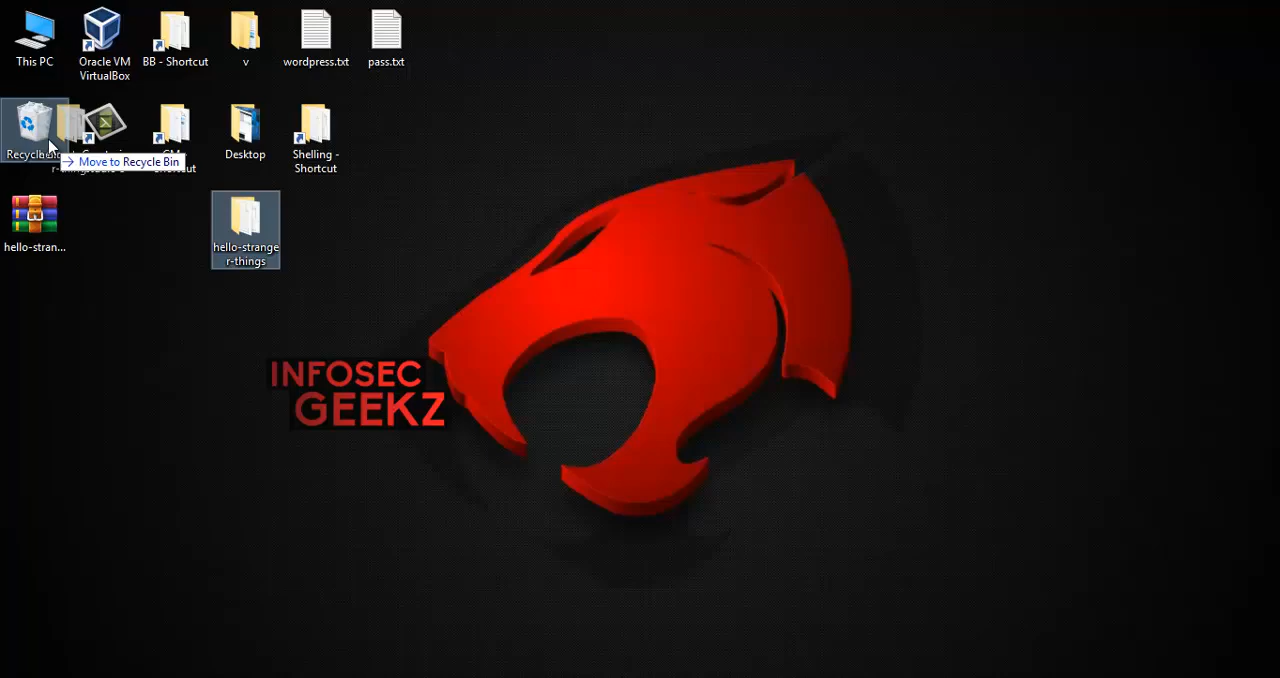 This PC
Oracle VM
VirtualBox
BB - Shortcut
v
wordpress.txt
pass.txt
Move to Recycle Bin
Desktop
Shelling -
Shortcut
hello-stran...
hello-strange
r-things
INFOSEC
GEEKZ